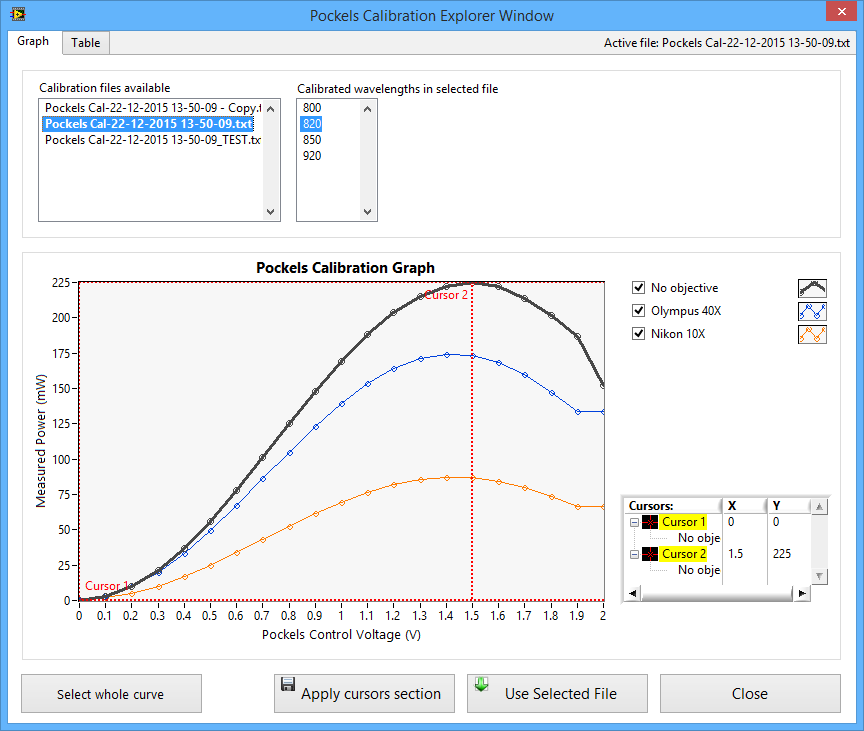 Pockels Calibration Explorer Window
Graph
Table
Active file: Pockels Cal-22-12-2015 13-50-09.txt
Calibration files available
Calibrated wavelengths in selected file
Pockels Cal-22-12-2015 13-50-09 - Copy.t
Pockels Cal-22-12-2015 13-50-09.txt
Pockels Cal-22-12-2015 13-50-09_TEST.tx
800
820
850
920
Pockels Calibration Graph
Measured Power (mW)
225
200
175
150
125
100
75
50
25
0
Cursor 2
Cursor 1
0 0.1 0.2 0.3 0.4 0.5 0.6 0.7 0.8 0.9 1.0 1.1 1.2 1.3 1.4 1.5 1.6 1.7 1.8 1.9 2
Pockels Control Voltage (V)
No objective
Olympus 40X
Nikon 10X
Cursors: X Y
Cursor 1 0 0
No obje
Cursor 2 1.5 225
No obje
Select whole curve
Apply cursors section
Use Selected File
Close